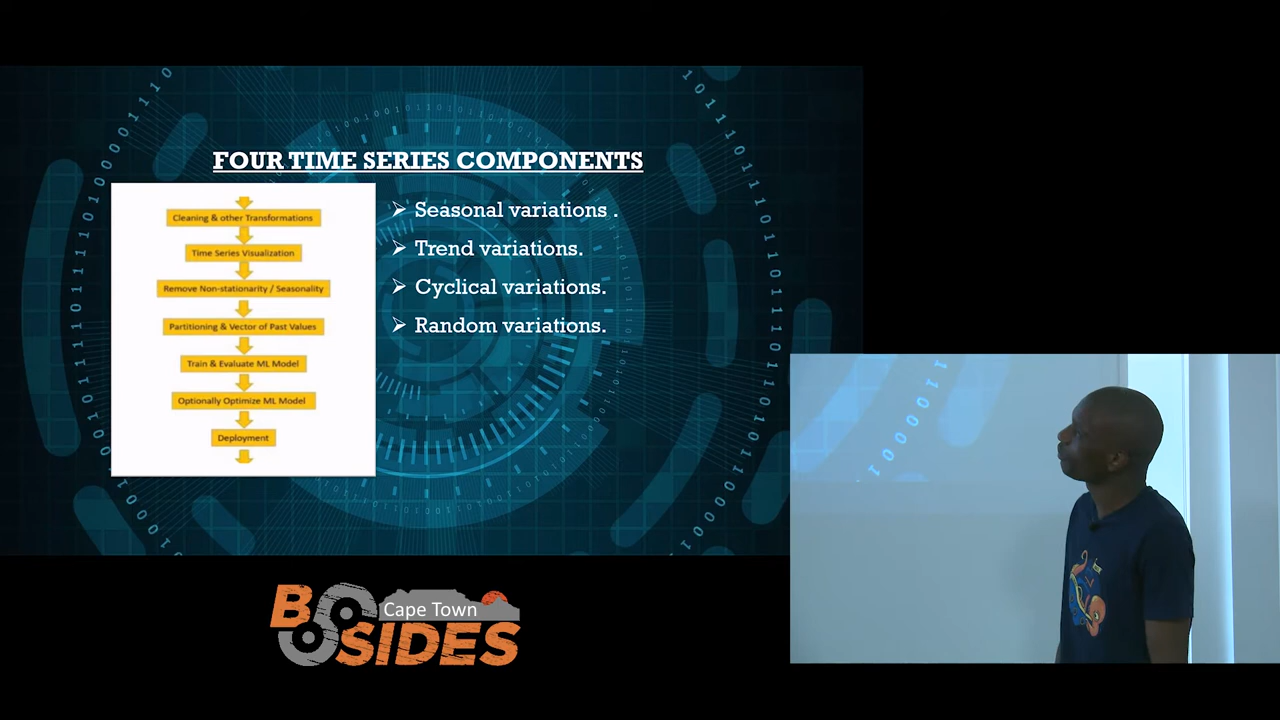 FOUR TIME SERIES COMPONENTS
Cleaning & other Transformations
Time Series Visualization
Remove Non-stationarity / Seasonality
Partitioning & Vector of Past Values
Train & Evaluate ML Model
Optionally Optimize ML Model
Deployment
Seasonal variations .
Trend variations.
Cyclical variations.
Random variations.
BSIDES
Cape Town